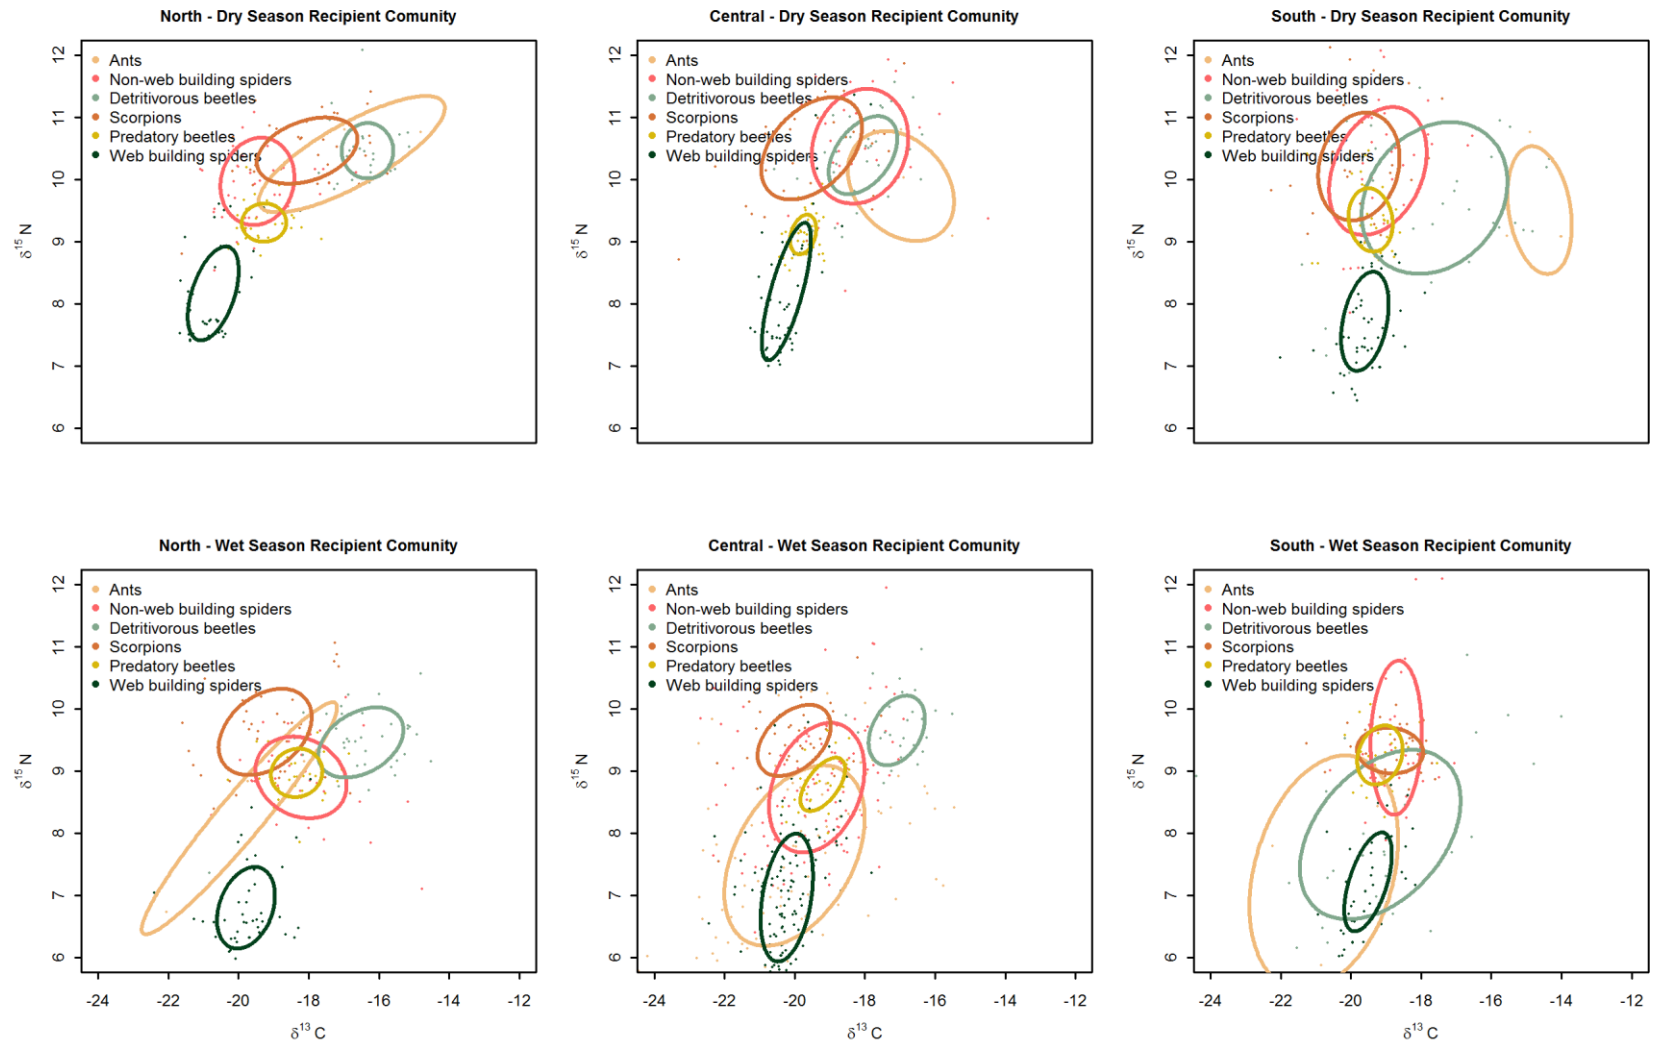 North - Dry Season Recipient Comunity
Central - Dry Season Recipient Comunity
South - Dry Season Recipient Comunity
12
11
10
9
8
7
6
δ15 N
Ants
Non-web building spiders
Detritivorous beetles
Scorpions
Predatory beetles
Web building spiders
12
11
10
9
8
7
6
δ15 N
Ants
Non-web building spiders
Detritivorous beetles
Scorpions
Predatory beetles
Web building spiders
12
11
10
9
8
7
6
δ15 N
Ants
Non-web building spiders
Detritivorous beetles
Scorpions
Predatory beetles
Web building spiders
North - Wet Season Recipient Comunity
Central - Wet Season Recipient Comunity
South - Wet Season Recipient Comunity
12
11
10
9
8
7
6
δ15 N
Ants
Non-web building spiders
Detritivorous beetles
Scorpions
Predatory beetles
Web building spiders
-24 -22 -20 -18 -16 -14 -12
δ13 C
12
11
10
9
8
7
6
δ15 N
Ants
Non-web building spiders
Detritivorous beetles
Scorpions
Predatory beetles
Web building spiders
-24 -22 -20 -18 -16 -14 -12
δ13 C
12
11
10
9
8
7
6
δ15 N
Ants
Non-web building spiders
Detritivorous beetles
Scorpions
Predatory beetles
Web building spiders
-24 -22 -20 -18 -16 -14 -12
δ13 C